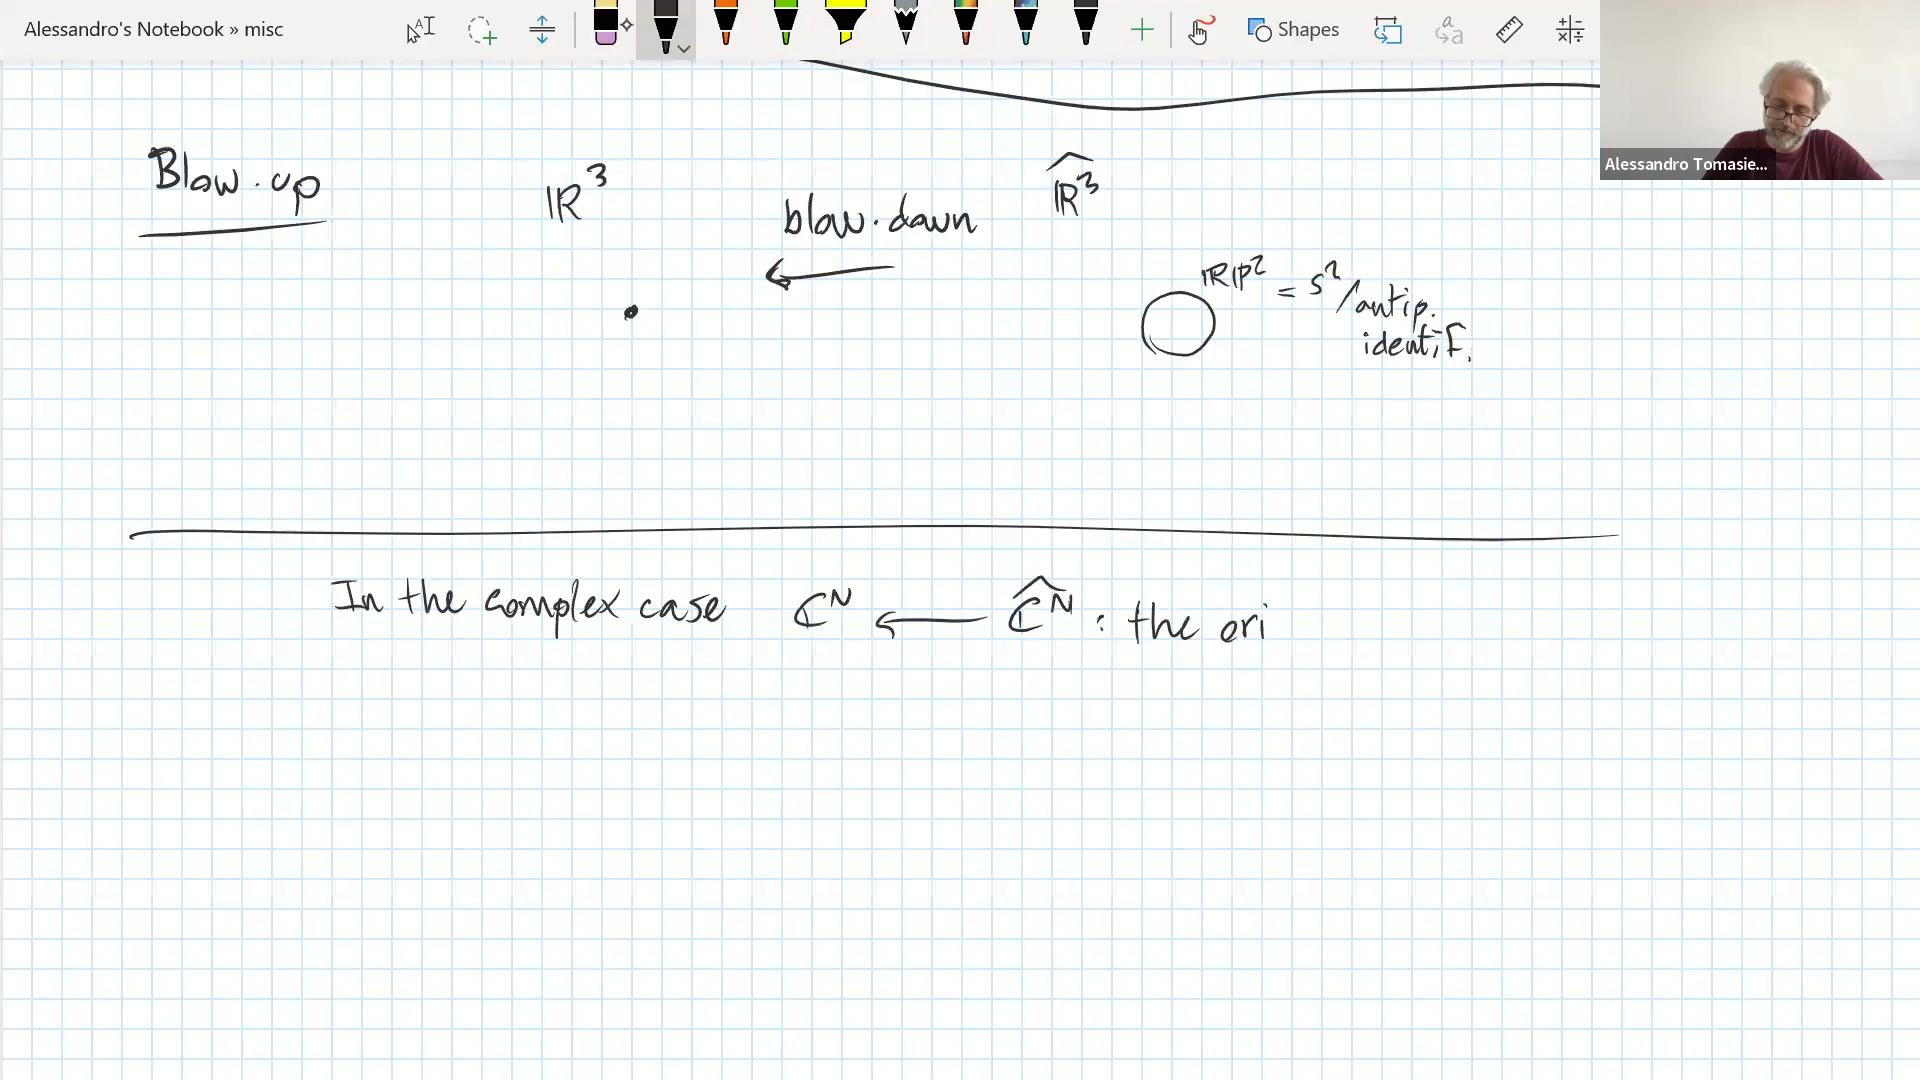 Alessandro's Notebook » misc
Shapes
Alessandro Tomasie...
Blow-up
ℝ³
blow-down
ℝ̂³
ℝP² = S²/antip.
identif.
In the complex case ℂᴺ ← ℂ̂ᴺ : the ori